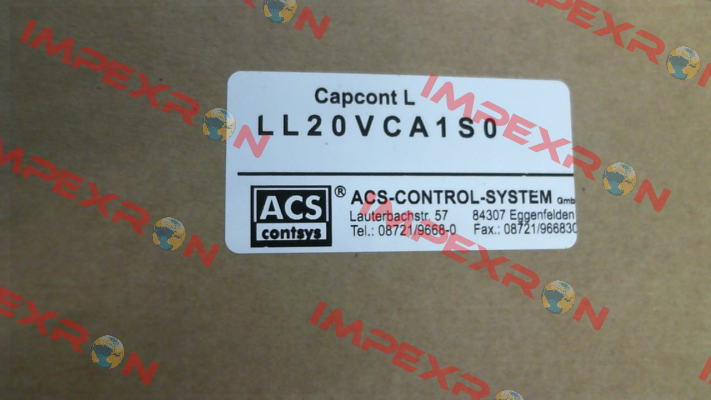 Capcont L
LL20VCA1S0
ACS
contsys
® ACS-CONTROL-SYSTEM Gmb
Lauterbachstr. 57 84307 Eggenfelden
Tel.: 08721/9668-0 Fax.: 08721/966830
IMPEXRON
IMPEXRON
IMPEXRON
IMPEXRON
IMPEXRON
IMPEXRON
IMPEXRON